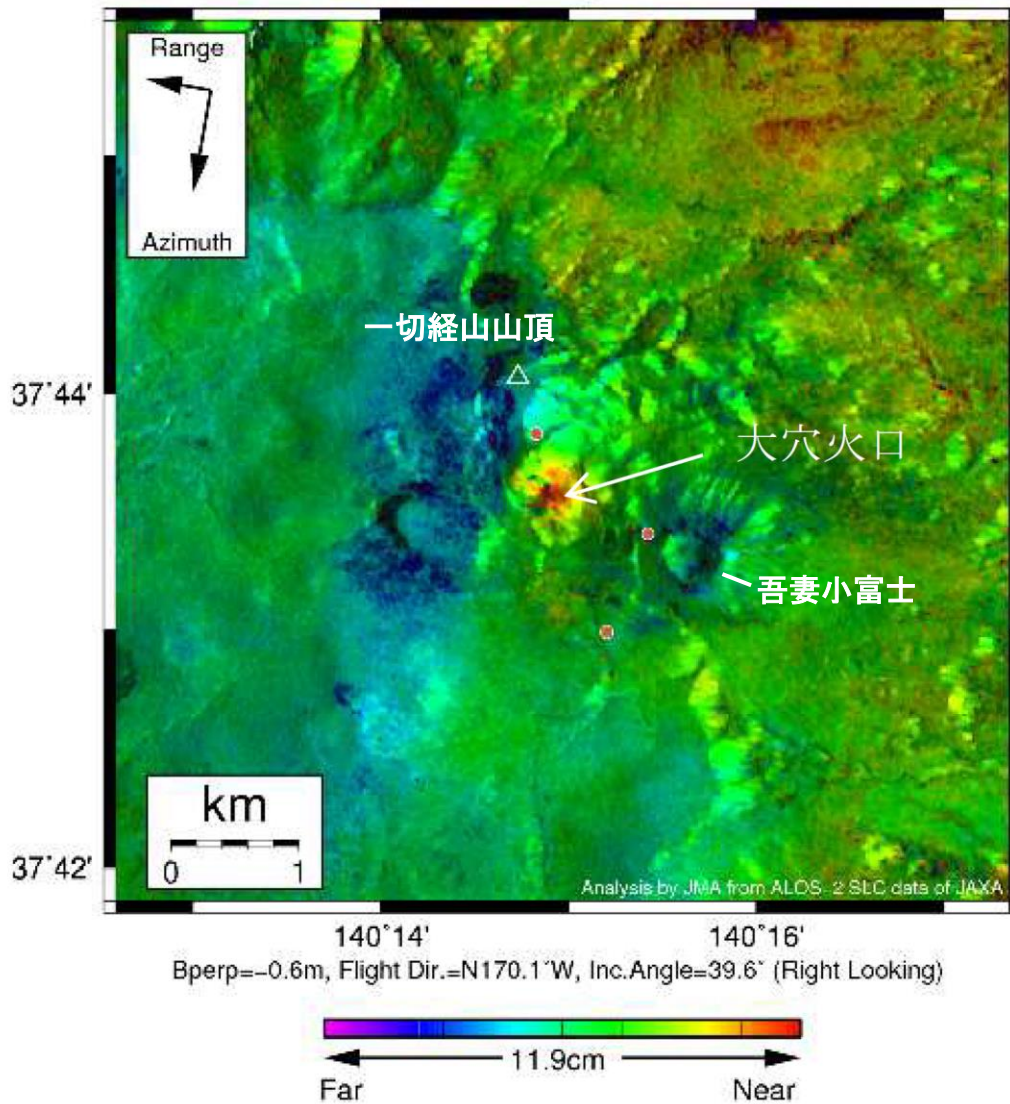 Range
Azimuth
一切経山山頂
37°44'
大穴火口
吾妻小富士
km
0 1
37°42'
Analysis by JMA from ALOS-2 SLC data of JAXA
140°14' 140°16'
Bperp=-0.6m, Flight Dir.=N170.1°W, Inc.Angle=39.6° (Right Looking)
11.9cm
Far Near